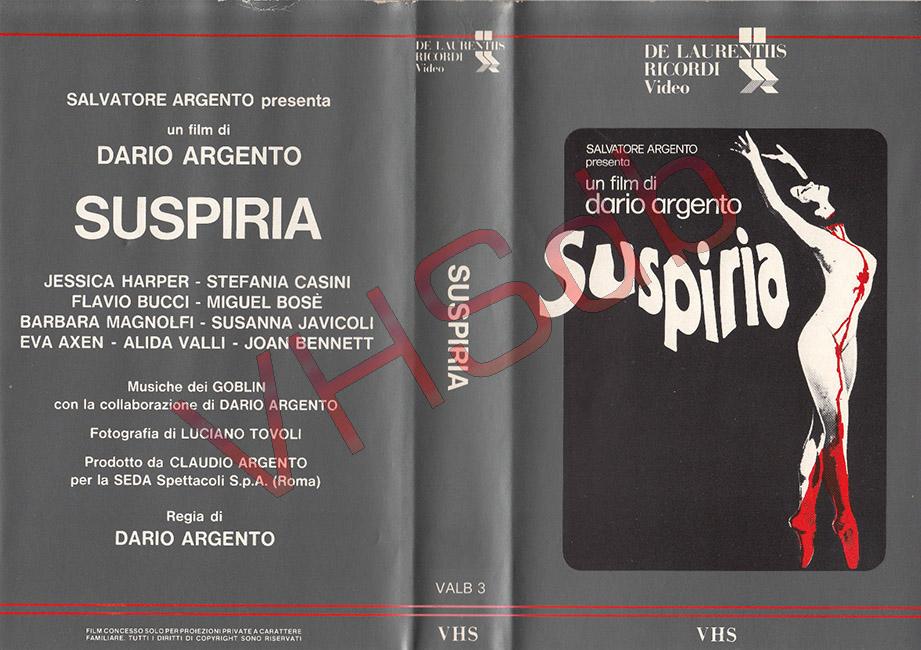 SALVATORE ARGENTO presenta
un film di
DARIO ARGENTO
SUSPIRIA
JESSICA HARPER - STEFANIA CASINI
FLAVIO BUCCI - MIGUEL BOSÈ
BARBARA MAGNOLFI - SUSANNA JAVICOLI
EVA AXEN - ALIDA VALLI - JOAN BENNETT
Musiche dei GOBLIN
con la collaborazione di DARIO ARGENTO
Fotografia di LUCIANO TOVOLI
Prodotto da CLAUDIO ARGENTO
per la SEDA Spettacoli S.p.A. (Roma)
Regia di
DARIO ARGENTO
FILM CONCESSO SOLO PER PROIEZIONI PRIVATE A CARATTERE
FAMILIARE. TUTTI I DIRITTI DI COPYRIGHT SONO RISERVATI
DE LAURENTIIS
RICORDI
Video
SUSPIRIA
VALB 3
VHS
DE LAURENTIIS
RICORDI
Video
SALVATORE ARGENTO
presenta
un film di
dario argento
suspiria
VHS
VHSdb